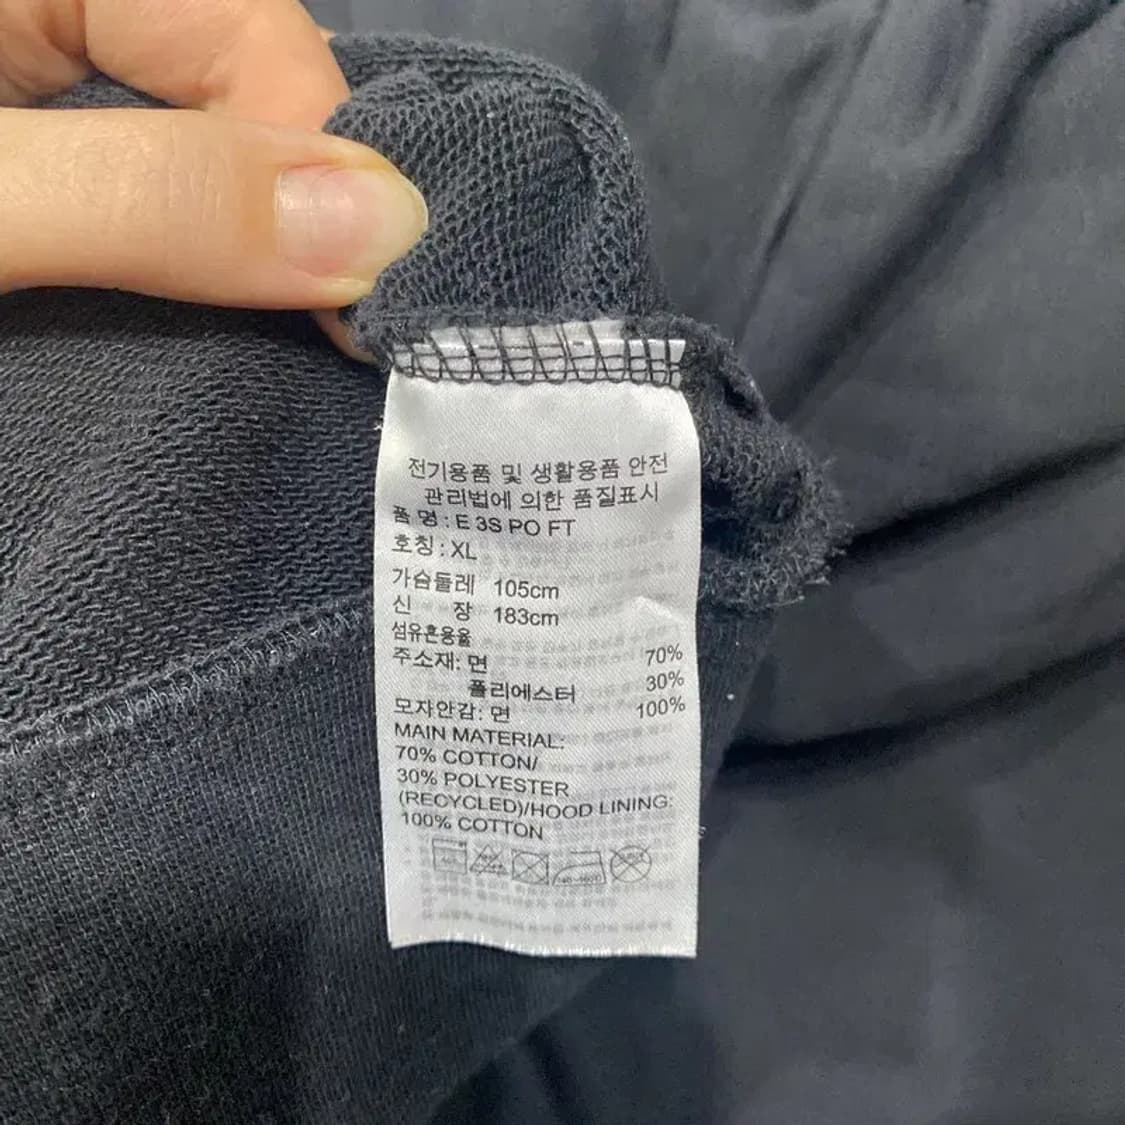 전기용품 및 생활용품 안전
관리법에 의한 품질표시
품 명 : E 3S PO FT
호칭 : XL
가슴둘레 105cm
신 장 183cm
섬유혼용율
주소재: 면 70%
폴리에스터 30%
모자안감: 면 100%
MAIN MATERIAL:
70% COTTON/
30% POLYESTER
(RECYCLED)/HOOD LINING:
100% COTTON